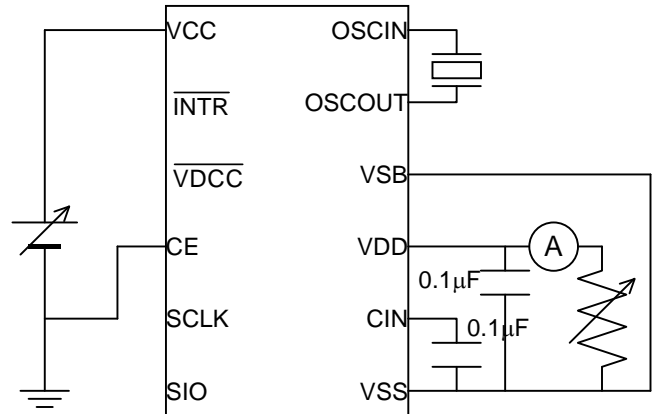 VCC OSCIN
INTR OSCOUT
VDCC VSB
CE VDD A
0.1μF
SCLK CIN 0.1μF
SIO VSS